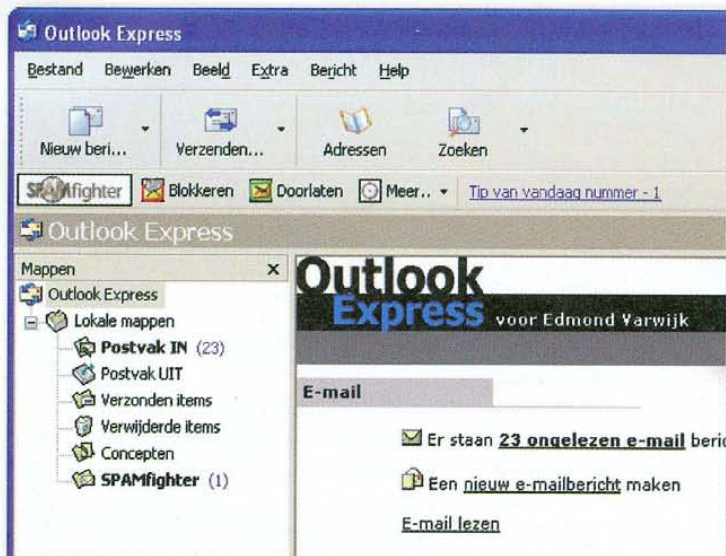 Outlook Express
Bestand Bewerken Beeld Extra Bericht Help
Nieuw beri... Verzenden... Adressen Zoeken
SPAMfighter Blokkeren Doorlaten Meer.. Tip van vandaag nummer - 1
Outlook Express
Mappen x
Outlook Express
Lokale mappen
Postvak IN (23)
Postvak UIT
Verzonden items
Verwijderde items
Concepten
SPAMfighter (1)
Outlook
Express voor Edmond Varwijk
E-mail
Er staan 23 ongelezen e-mail beric
Een nieuw e-mailbericht maken
E-mail lezen